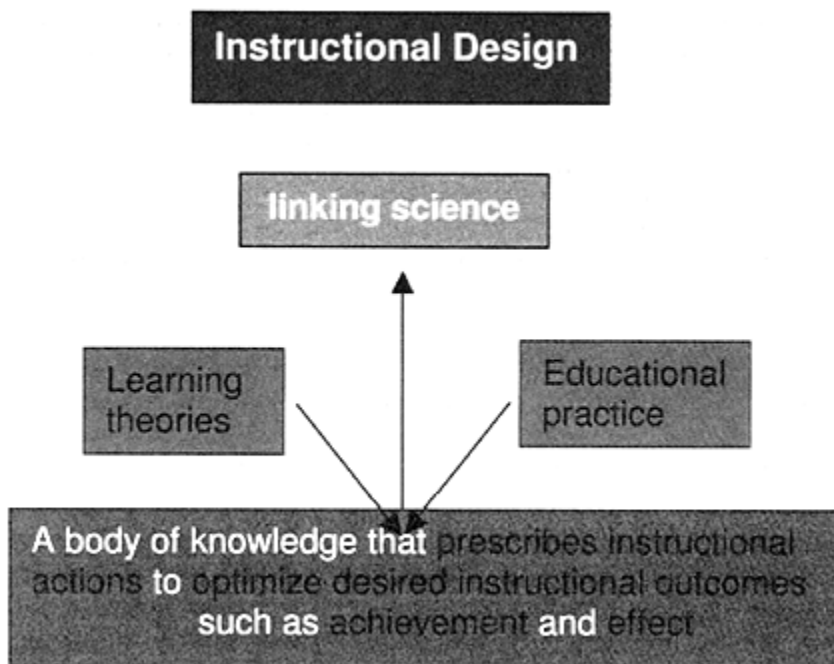 Instructional Design
linking science
Learning
theories
Educational
practice
A body of knowledge that prescribes instructional
actions to optimize desired instructional outcomes
such as achievement and effect